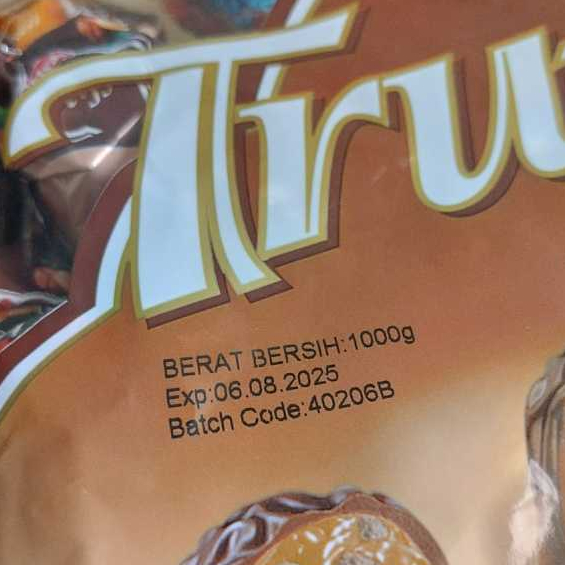 Tru
BERAT BERSIH:1000g
Exp:06.08.2025
Batch Code:40206B